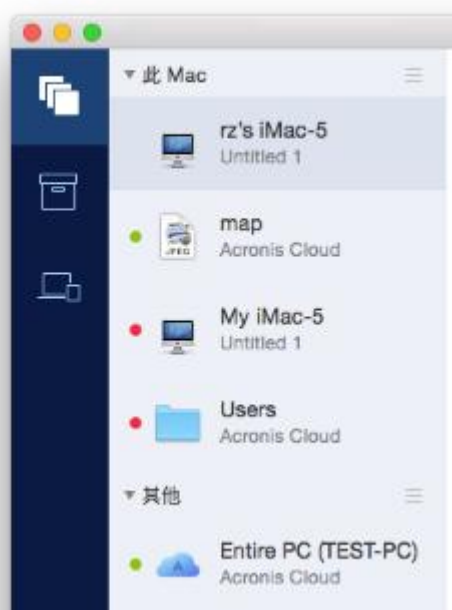 此 Mac
rz's iMac-5
Untitled 1
map
Acronis Cloud
JPEG
My iMac-5
Untitled 1
Users
Acronis Cloud
其他
Entire PC (TEST-PC)
Acronis Cloud